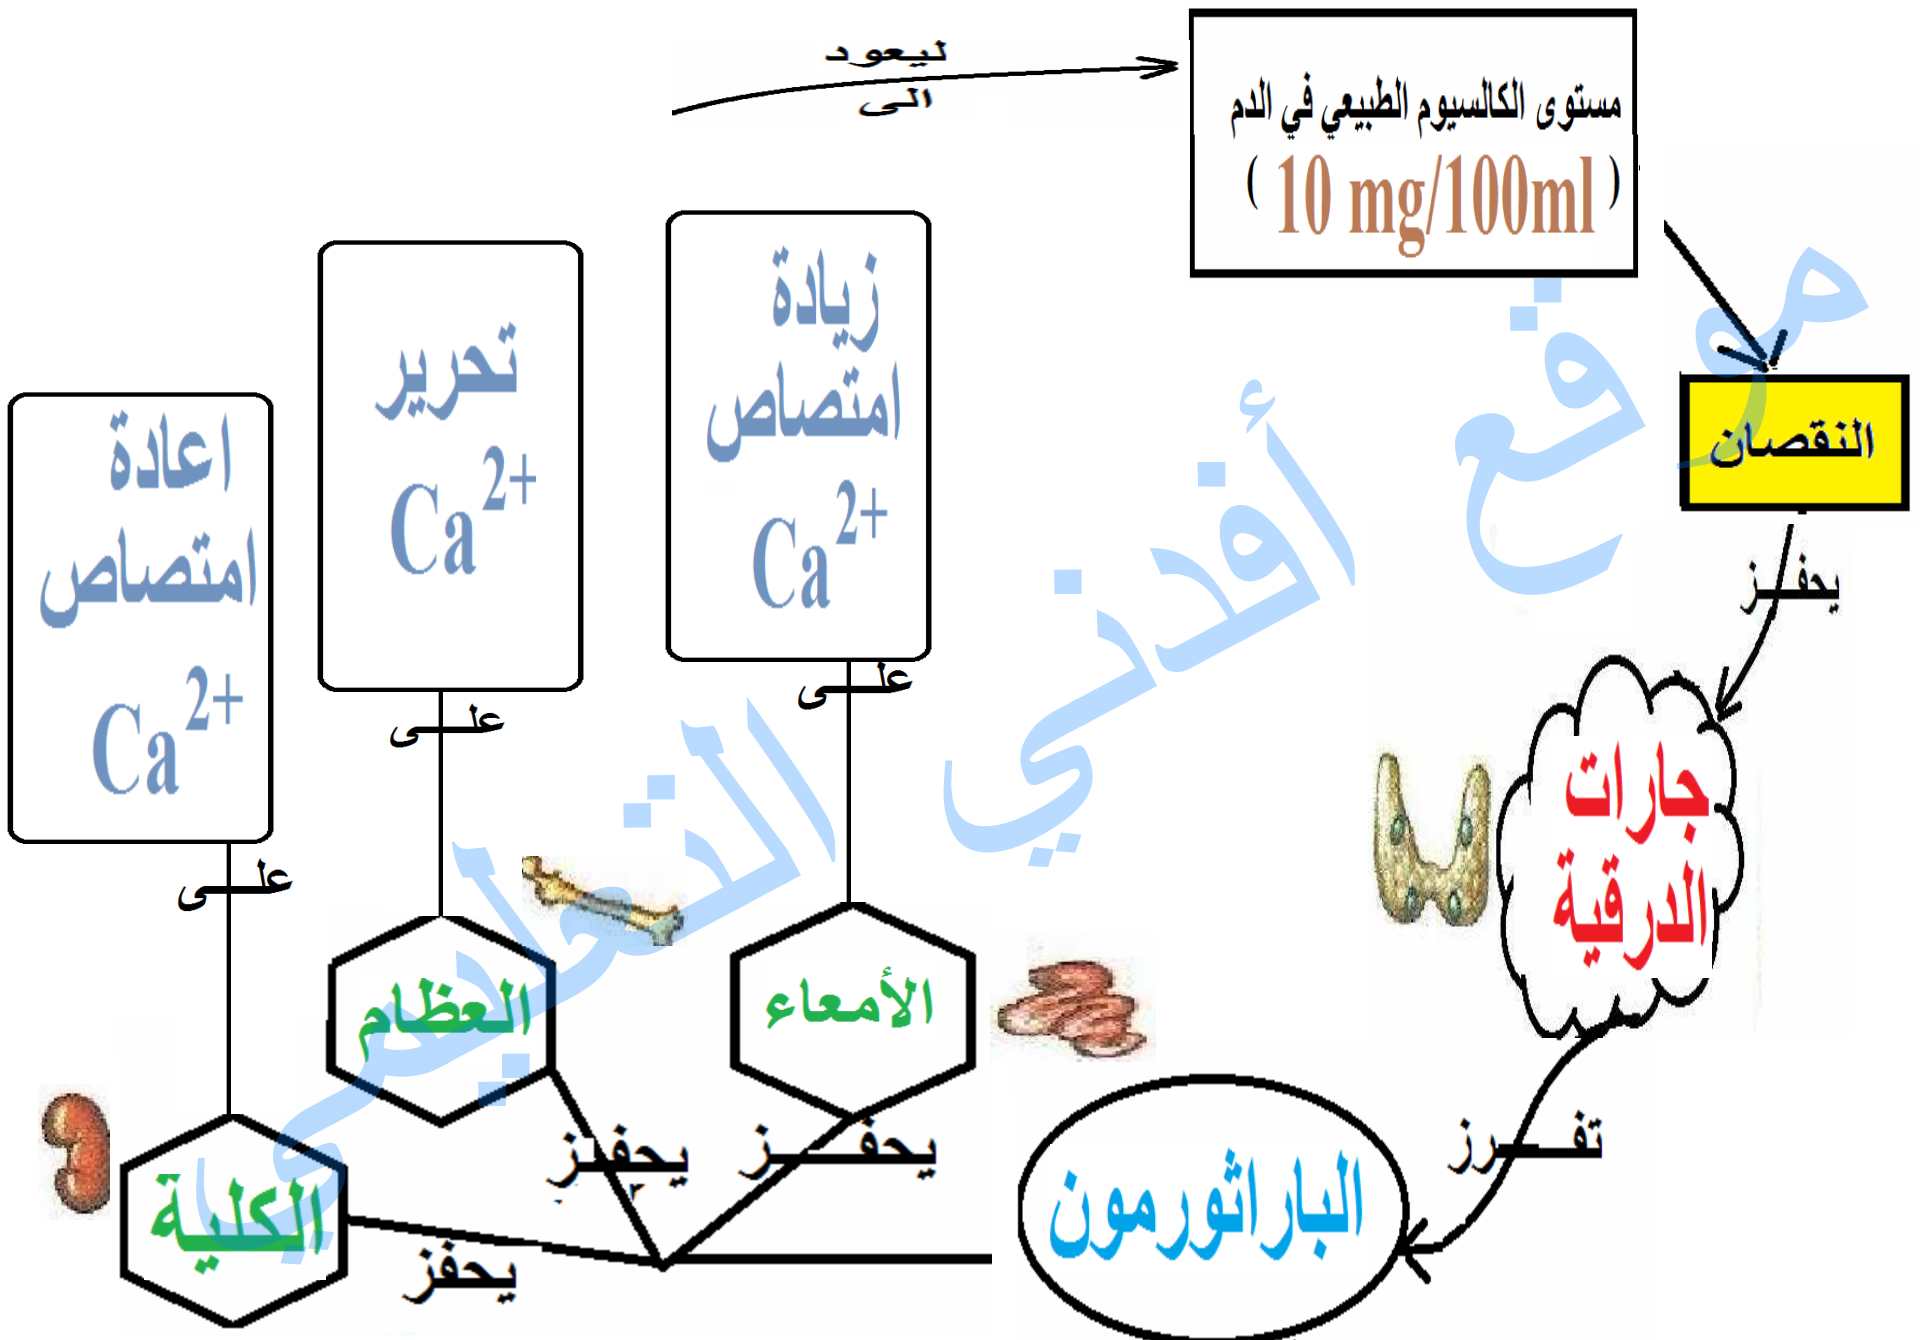 ليعود
الى
مستوى الكالسيوم الطبيعي في الدم
( 10 mg/100ml )
النقصان
يحفز
جارات
الدرقية
تفرز
الباراثورمون
يحفز
الأمعاء
على
زيادة
امتصاص
Ca2+
يحفز
العظام
على
تحرير
Ca2+
يحفز
الكلية
على
اعادة
امتصاص
Ca2+
موقع أفدني التعليمي